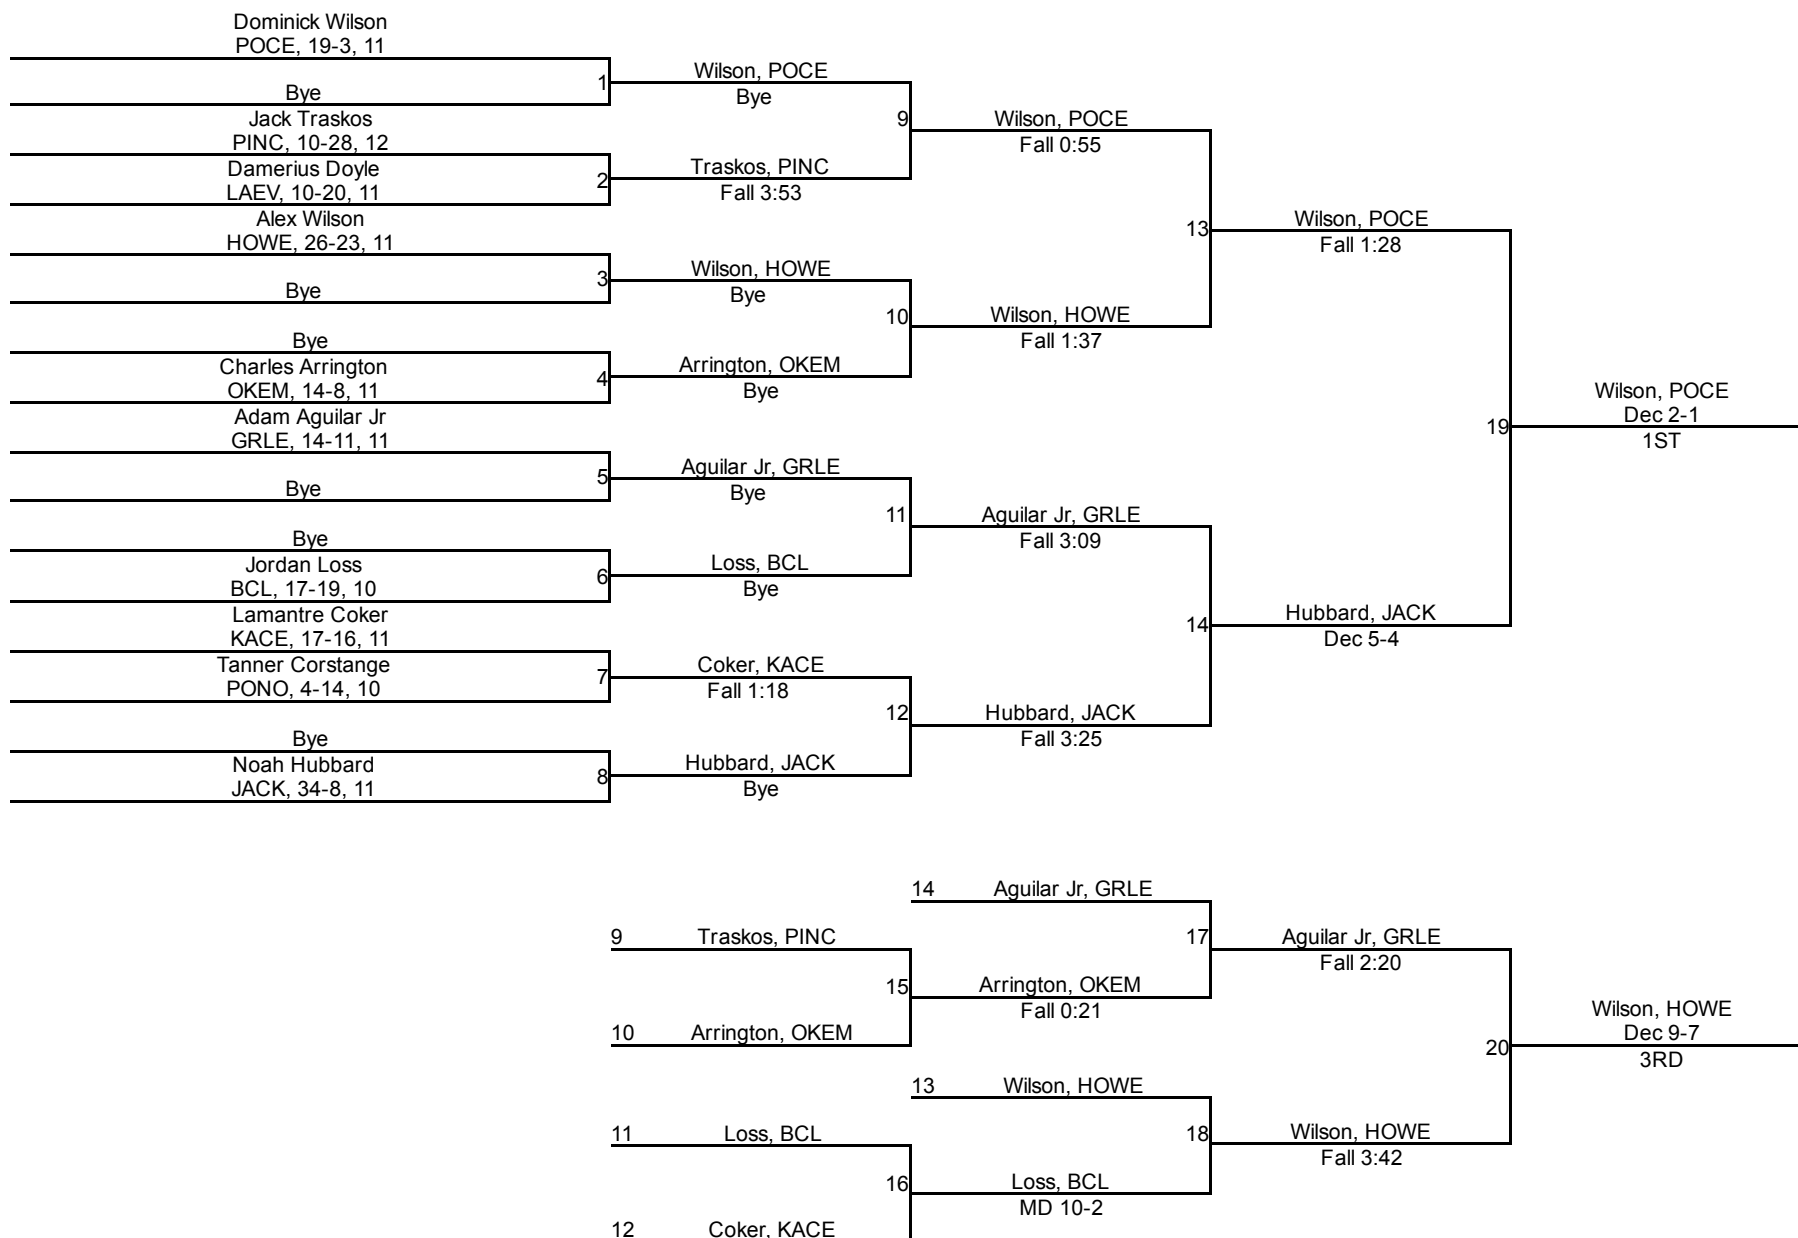 Dominick Wilson
POCE, 19-3, 11
Bye
1
Jack Traskos
PINC, 10-28, 12
Damerius Doyle
LAEV, 10-20, 11
2
Alex Wilson
HOWE, 26-23, 11
Bye
3
Bye
Charles Arrington
OKEM, 14-8, 11
4
Adam Aguilar Jr
GRLE, 14-11, 11
Bye
5
Bye
Jordan Loss
BCL, 17-19, 10
6
Lamantre Coker
KACE, 17-16, 11
Tanner Corstange
PONO, 4-14, 10
7
Bye
Noah Hubbard
JACK, 34-8, 11
8
Wilson, POCE
Bye
9
Traskos, PINC
Fall 3:53
Wilson, HOWE
Bye
10
Arrington, OKEM
Bye
Aguilar Jr, GRLE
Bye
11
Loss, BCL
Bye
Coker, KACE
Fall 1:18
12
Hubbard, JACK
Bye
Wilson, POCE
Fall 0:55
13
Wilson, HOWE
Fall 1:37
Aguilar Jr, GRLE
Fall 3:09
14
Hubbard, JACK
Fall 3:25
Wilson, POCE
Fall 1:28
19
Hubbard, JACK
Dec 5-4
Wilson, POCE
Dec 2-1
1ST
14 Aguilar Jr, GRLE
9 Traskos, PINC
15
10 Arrington, OKEM
17
Arrington, OKEM
Fall 0:21
13 Wilson, HOWE
11 Loss, BCL
16
12 Coker, KACE
18
Loss, BCL
MD 10-2
Aguilar Jr, GRLE
Fall 2:20
20
Wilson, HOWE
Fall 3:42
Wilson, HOWE
Dec 9-7
3RD